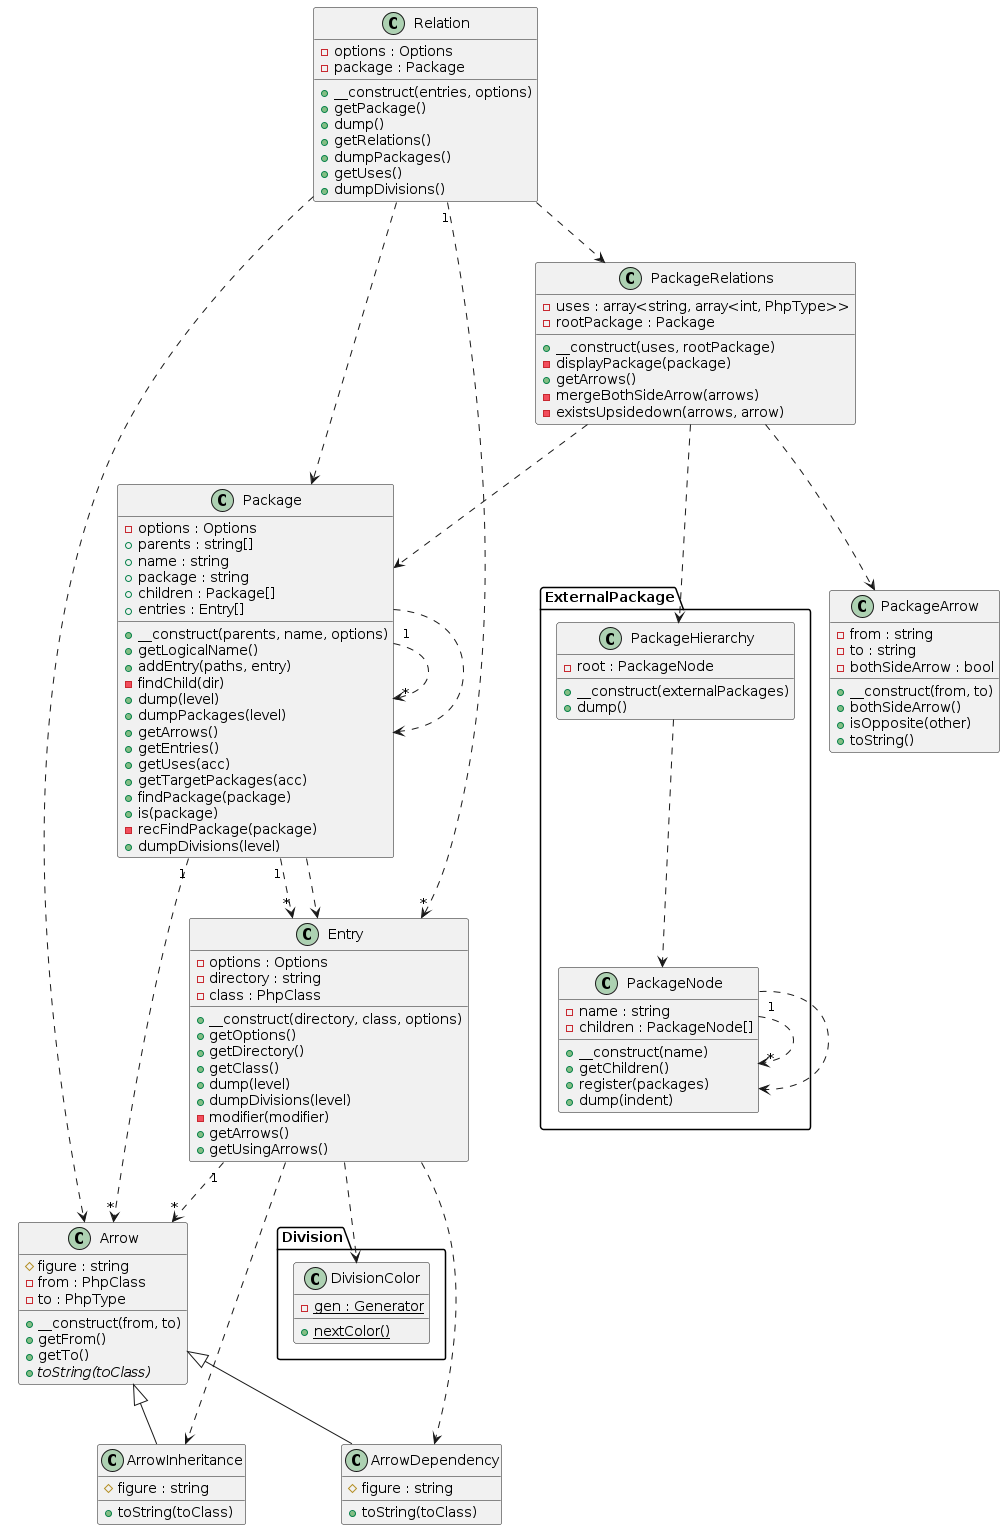 C Relation
options : Options
package : Package
__construct(entries, options)
getPackage()
dump()
getRelations()
dumpPackages()
getUses()
dumpDivisions()
1
C PackageRelations
uses : array<string, array<int, PhpType>>
rootPackage : Package
__construct(uses, rootPackage)
displayPackage(package)
getArrows()
mergeBothSideArrow(arrows)
existsUpsidedown(arrows, arrow)
C Package
options : Options
parents : string[]
name : string
package : string
children : Package[]
entries : Entry[]
__construct(parents, name, options)
getLogicalName()
addEntry(paths, entry)
findChild(dir)
dump(level)
dumpPackages(level)
getArrows()
getEntries()
getUses(acc)
getTargetPackages(acc)
findPackage(package)
is(package)
recFindPackage(package)
dumpDivisions(level)
1
*
1
1
*
*
ExternalPackage
C PackageHierarchy
root : PackageNode
__construct(externalPackages)
dump()
C PackageArrow
from : string
to : string
bothSideArrow : bool
__construct(from, to)
bothSideArrow()
isOpposite(other)
toString()
C Entry
options : Options
directory : string
class : PhpClass
__construct(directory, class, options)
getOptions()
getDirectory()
getClass()
dump(level)
dumpDivisions(level)
modifier(modifier)
getArrows()
getUsingArrows()
C PackageNode
name : string
children : PackageNode[]
__construct(name)
getChildren()
register(packages)
dump(indent)
1
*
1
*
*
C Arrow
figure : string
from : PhpClass
to : PhpType
__construct(from, to)
getFrom()
getTo()
toString(toClass)
Division
C DivisionColor
gen : Generator
nextColor()
C ArrowInheritance
figure : string
toString(toClass)
C ArrowDependency
figure : string
toString(toClass)